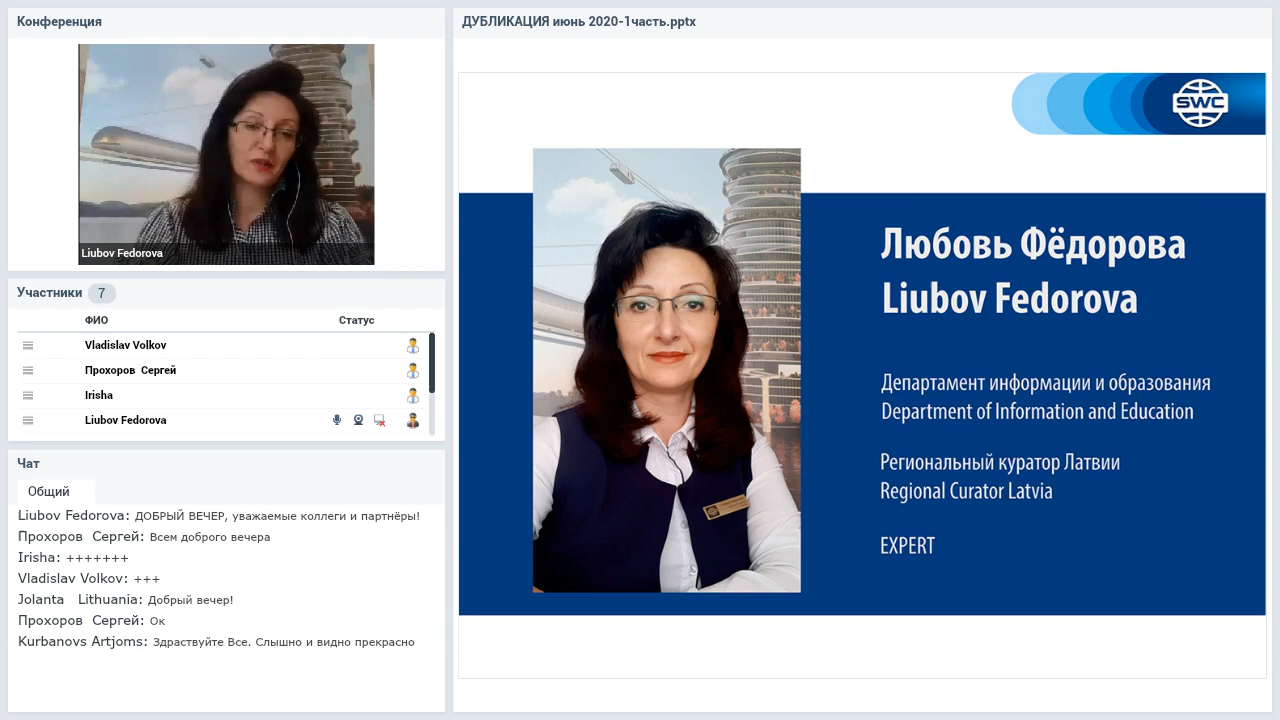 Конференция
Liubov Fedorova
Участники 7
ФИО Статус
Vladislav Volkov
Прохоров Сергей
Irisha
Liubov Fedorova
Чат
Общий
Liubov Fedorova: ДОБРЫЙ ВЕЧЕР, уважаемые коллеги и партнёры!
Прохоров Сергей: Всем доброго вечера
Irisha: +++++++
Vladislav Volkov: +++
Jolanta Lithuania: Добрый вечер!
Прохоров Сергей: Ок
Kurbanovs Artjoms: Здраствуйте Все. Слышно и видно прекрасно
ДУБЛИКАЦИЯ июнь 2020-1часть.pptx
SWC
Любовь Фёдорова
Liubov Fedorova
Департамент информации и образования
Department of Information and Education
Региональный куратор Латвии
Regional Curator Latvia
EXPERT